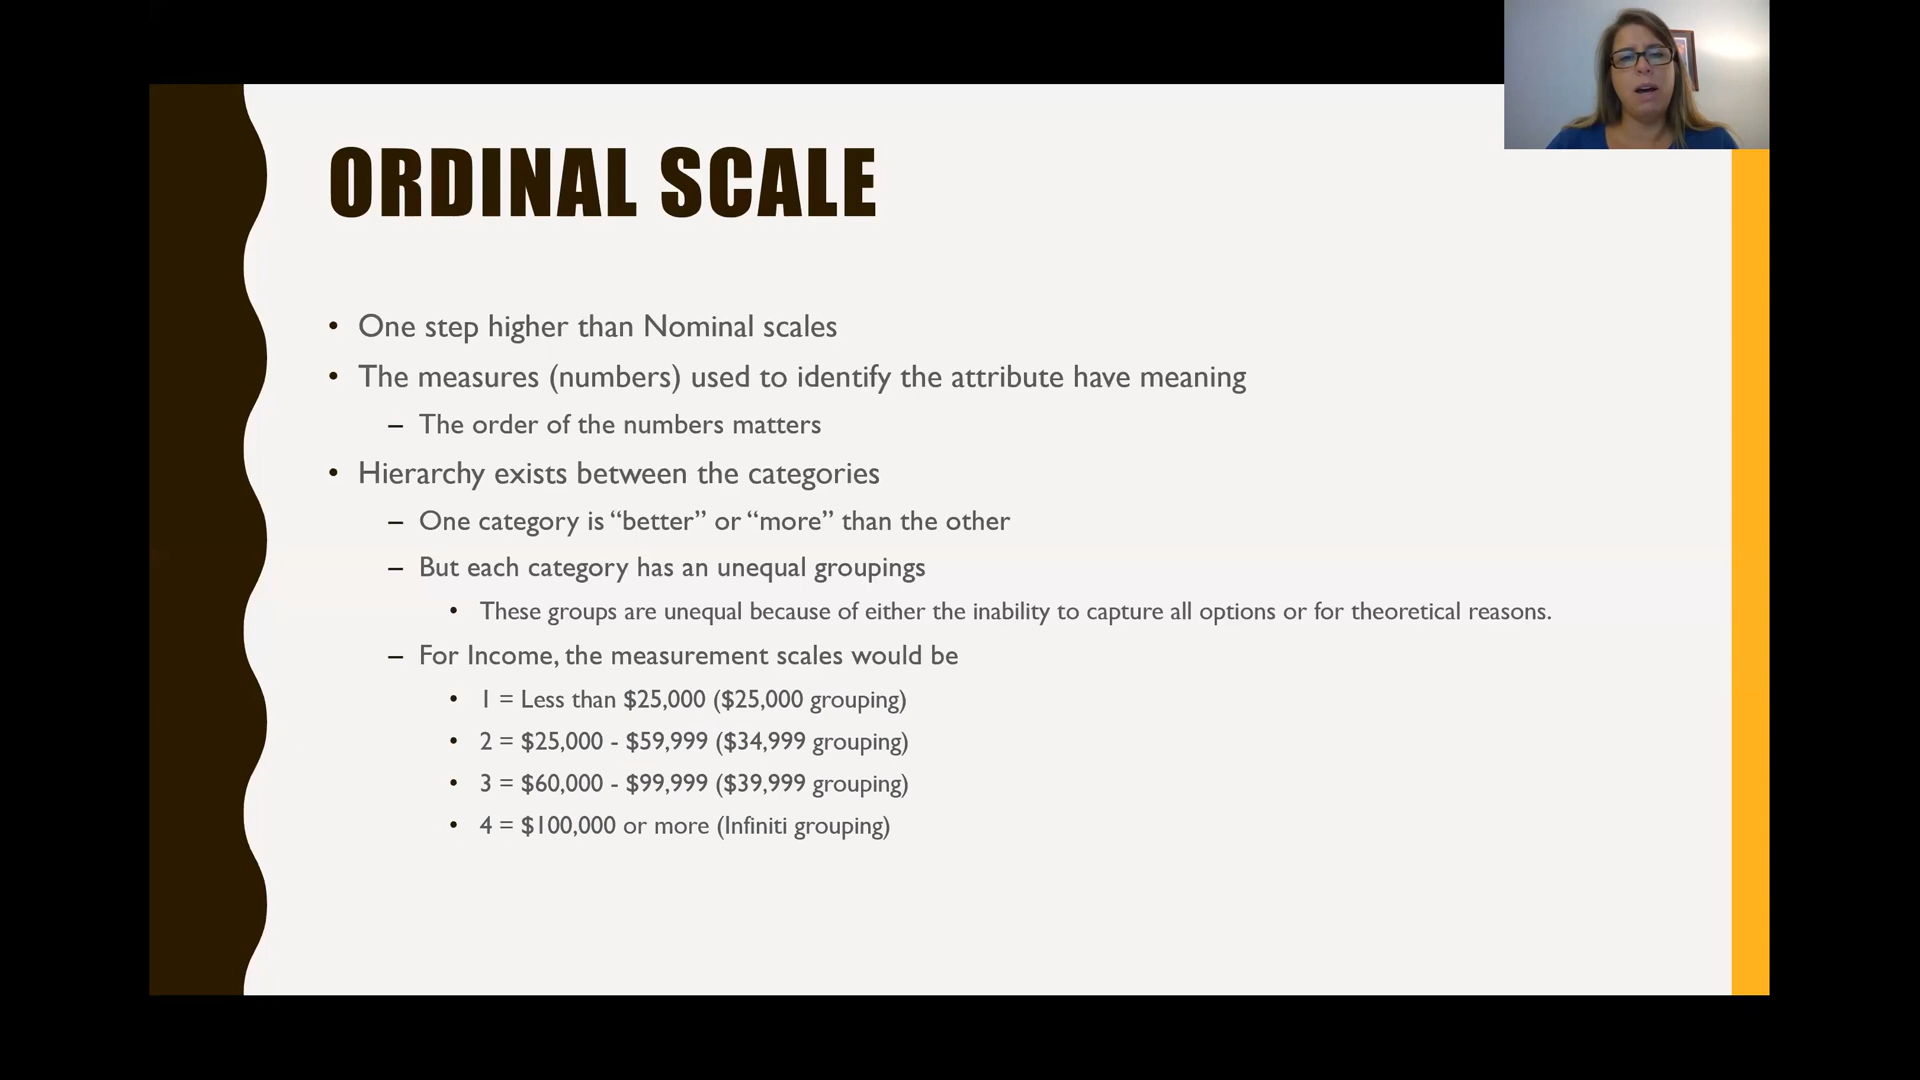 ORDINAL SCALE
• One step higher than Nominal scales
• The measures (numbers) used to identify the attribute have meaning
– The order of the numbers matters
• Hierarchy exists between the categories
– One category is “better” or “more” than the other
– But each category has an unequal groupings
• These groups are unequal because of either the inability to capture all options or for theoretical reasons.
– For Income, the measurement scales would be
• 1 = Less than $25,000 ($25,000 grouping)
• 2 = $25,000 - $59,999 ($34,999 grouping)
• 3 = $60,000 - $99,999 ($39,999 grouping)
• 4 = $100,000 or more (Infiniti grouping)